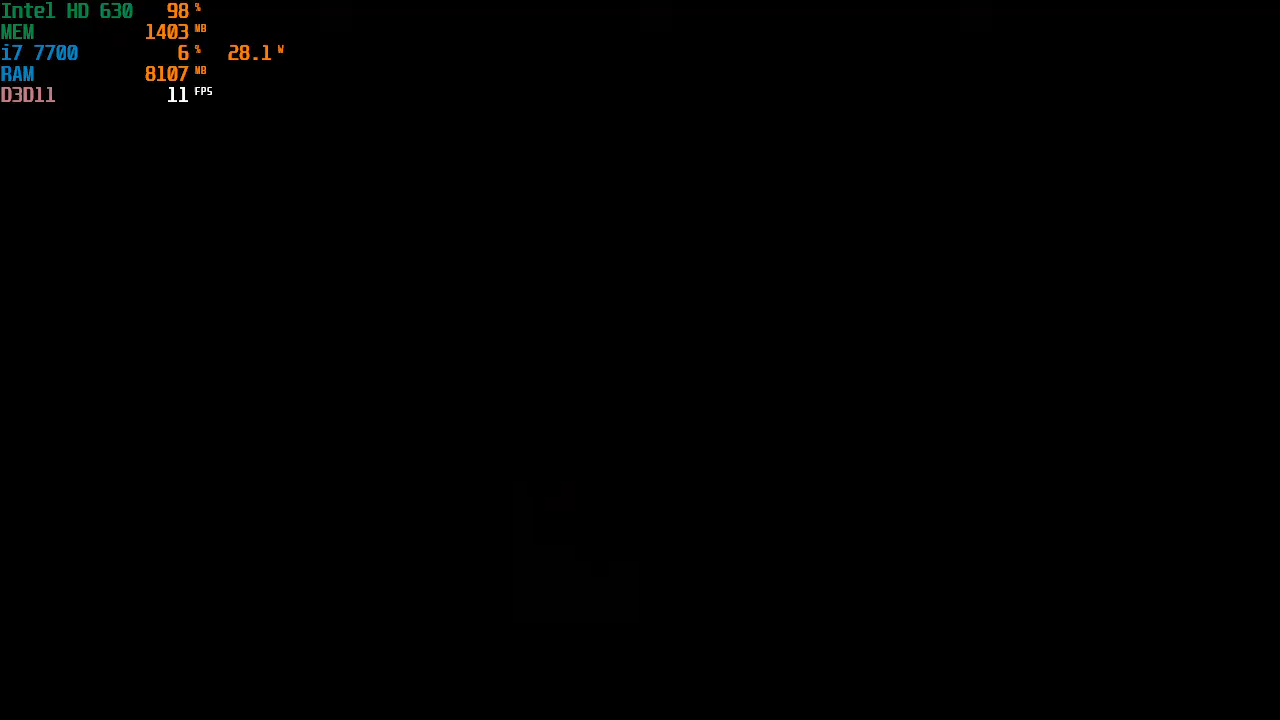 Intel HD 630 98 %
MEM 1403 MB
i7 7700 6 % 28.1 W
RAM 8107 MB
D3D11 11 FPS